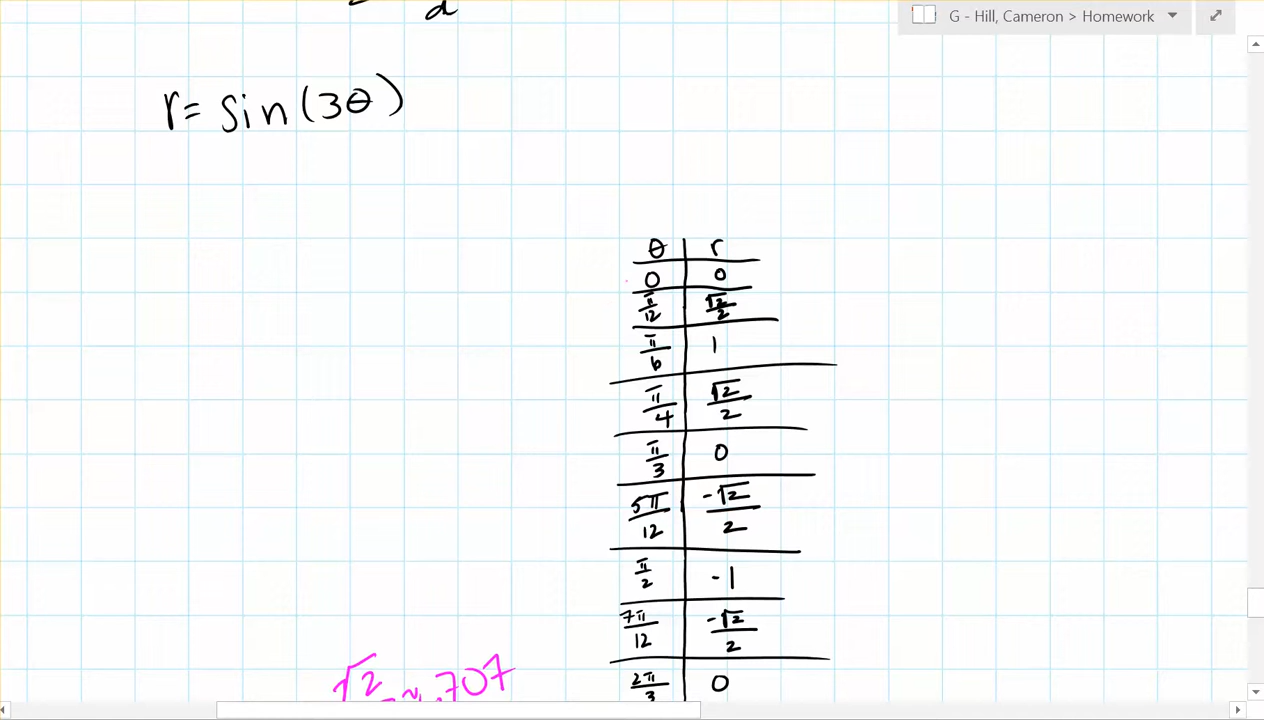 G - Hill, Cameron > Homework
r = sin(3θ)
θ | r
0 | 0
π/12 | √2/2
π/6 | 1
π/4 | √2/2
π/3 | 0
5π/12 | -√2/2
π/2 | -1
7π/12 | -√2/2
2π/3 | 0
√2 ≈ .707